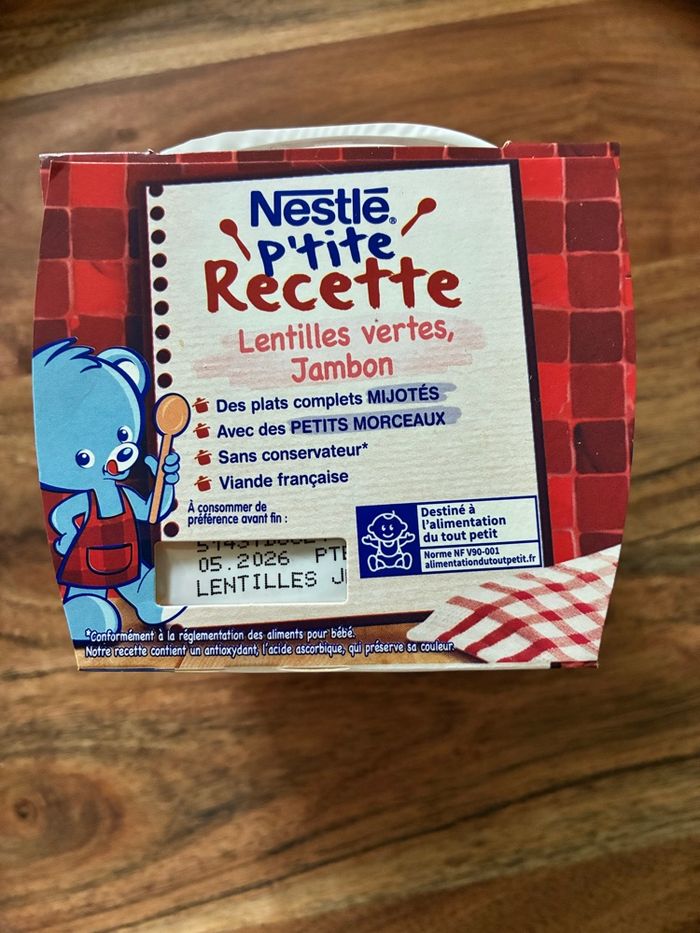 Nestlé®
P'tite
Recette
Lentilles vertes,
Jambon
Des plats complets MIJOTÉS
Avec des PETITS MORCEAUX
Sans conservateur*
Viande française
À consommer de
préférence avant fin :
05.2026 PTE
LENTILLES J
Destiné à
l'alimentation
du tout petit
Norme NF V90-001
alimentationdutoutpetit.fr
*Conformément à la réglementation des aliments pour bébé.
Notre recette contient un antioxydant, l'acide ascorbique, qui préserve sa couleur.